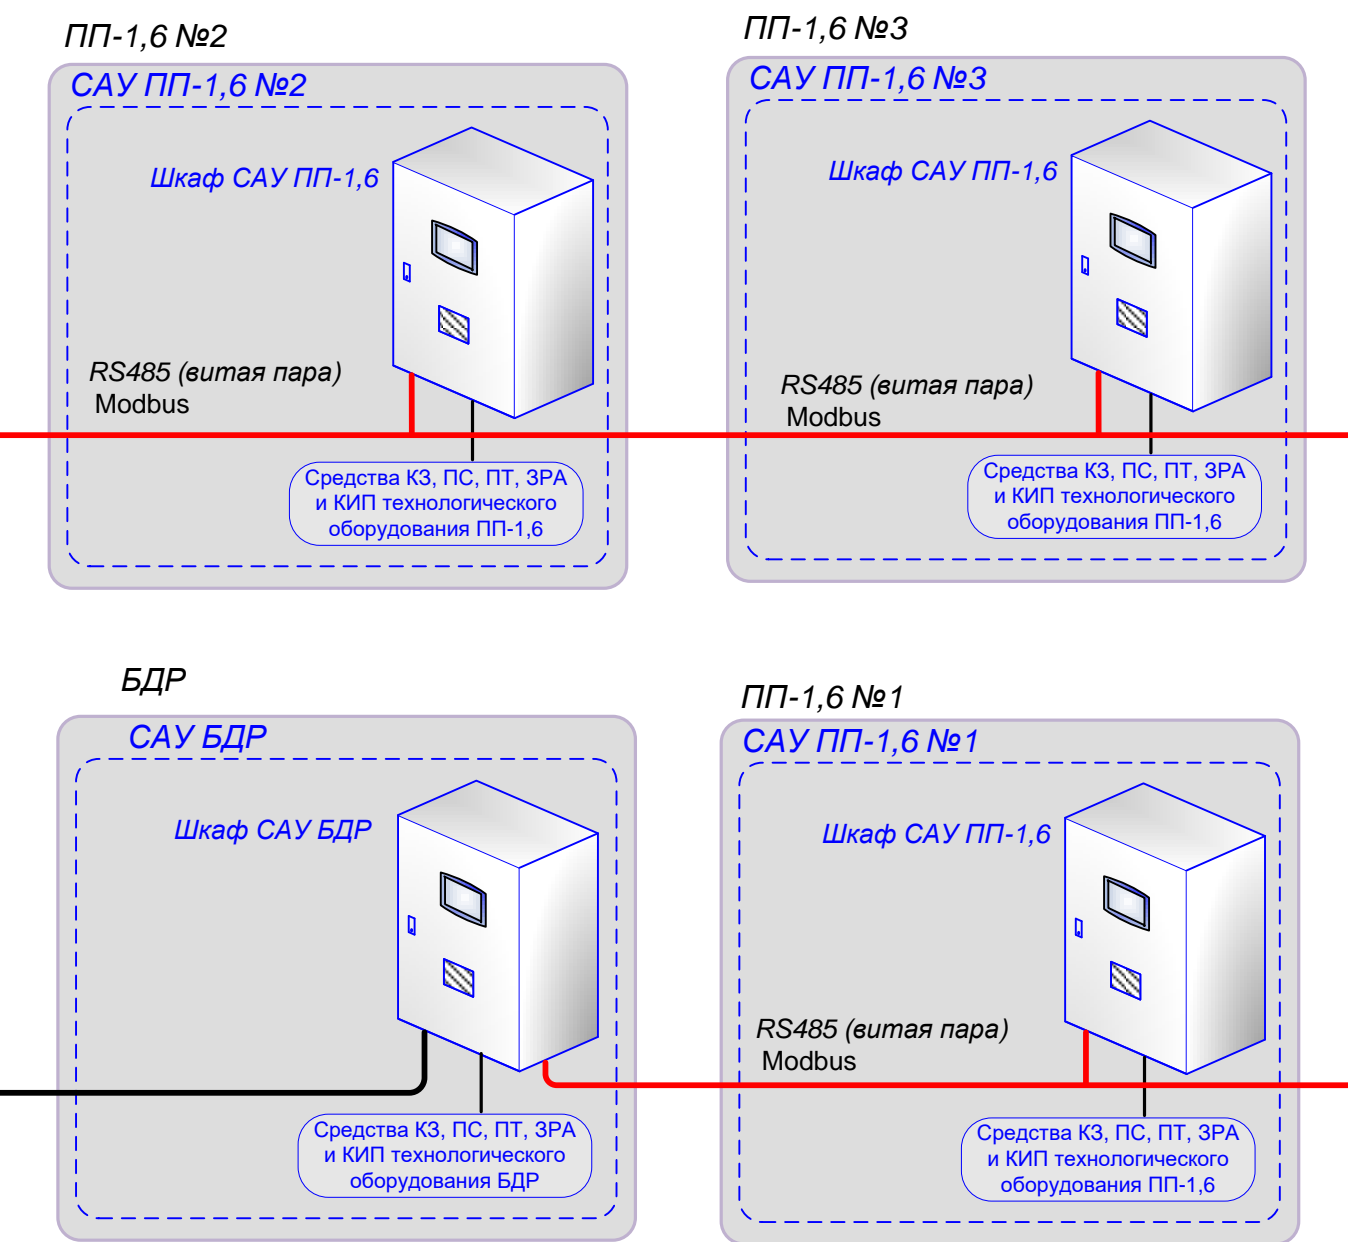 ПП-1,6 №2
САУ ПП-1,6 №2
Шкаф САУ ПП-1,6
RS485 (витая пара)
Modbus
Средства КЗ, ПС, ПТ, ЗРА
и КИП технологического
оборудования ПП-1,6
ПП-1,6 №3
САУ ПП-1,6 №3
Шкаф САУ ПП-1,6
RS485 (витая пара)
Modbus
Средства КЗ, ПС, ПТ, ЗРА
и КИП технологического
оборудования ПП-1,6
БДР
САУ БДР
Шкаф САУ БДР
Средства КЗ, ПС, ПТ, ЗРА
и КИП технологического
оборудования БДР
ПП-1,6 №1
САУ ПП-1,6 №1
Шкаф САУ ПП-1,6
RS485 (витая пара)
Modbus
Средства КЗ, ПС, ПТ, ЗРА
и КИП технологического
оборудования ПП-1,6